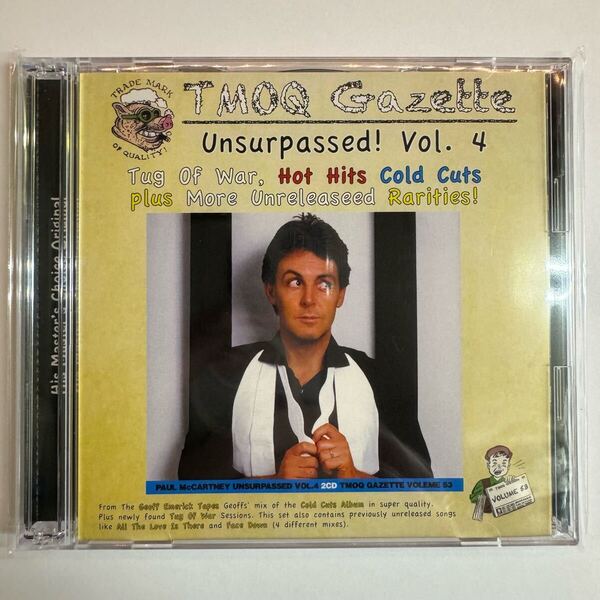 TRADE MARK
OF QUALITY!
TMOQ Gazette
Unsurpassed! Vol. 4
Tug Of War, Hot Hits Cold Cuts
plus More Unreleaseed Rarities!
His Master's Choice Original
PAUL McCARTNEY UNSURPASSED VOL.4 2CD TMOQ GAZETTE VOLEME 53
VOLUME 53
From The Geoff Emerick Tapes Geoffs' mix of the Cold Cuts Album in super quality.
Plus newly found Tug Of War Sessions. This set also contains previously unreleased songs
like All The Love Is There and Face Down (4 different mixes).